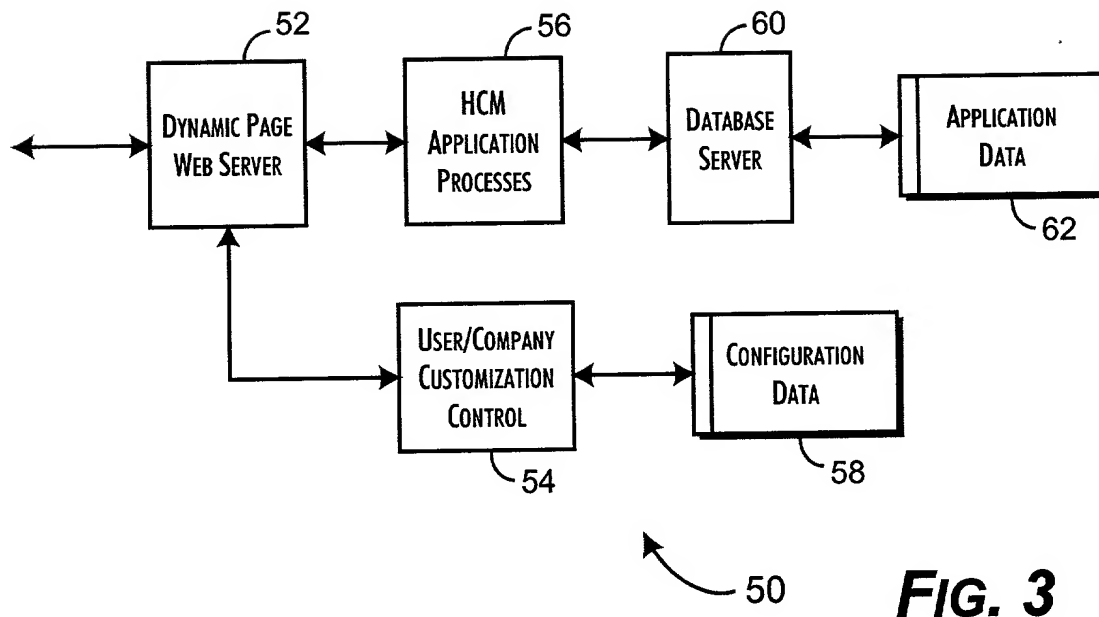 52
56
60
DYNAMIC PAGE
WEB SERVER
HCM
APPLICATION
PROCESSES
DATABASE
SERVER
APPLICATION
DATA
62
USER/COMPANY
CUSTOMIZATION
CONTROL
CONFIGURATION
DATA
54
58
50
FIG. 3